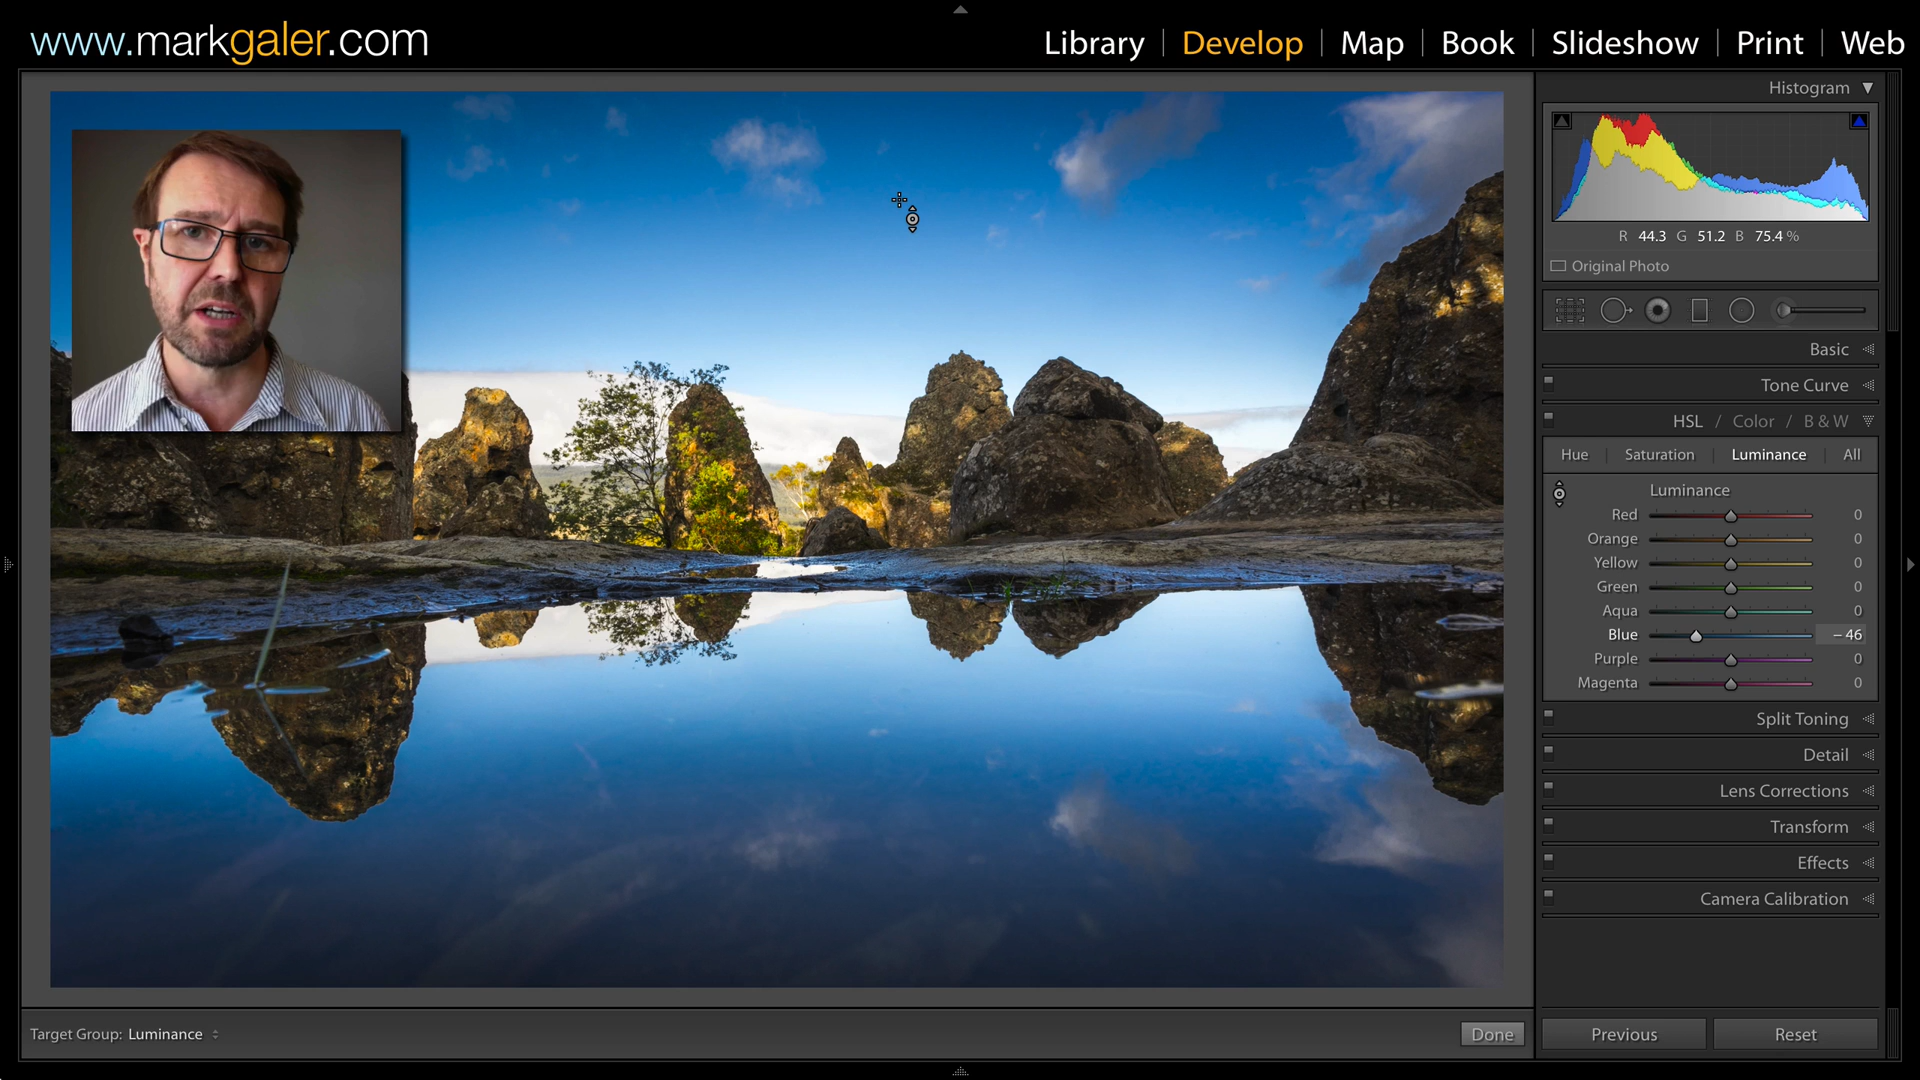 www.markgaler.com
Library | Develop | Map | Book | Slideshow | Print | Web
Histogram
R 44.3 G 51.2 B 75.4 %
Original Photo
Basic
Tone Curve
HSL / Color / B & W
Hue | Saturation | Luminance | All
Luminance
Red 0
Orange 0
Yellow 0
Green 0
Aqua 0
Blue – 46
Purple 0
Magenta 0
Split Toning
Detail
Lens Corrections
Transform
Effects
Camera Calibration
Target Group: Luminance
Done
Previous
Reset